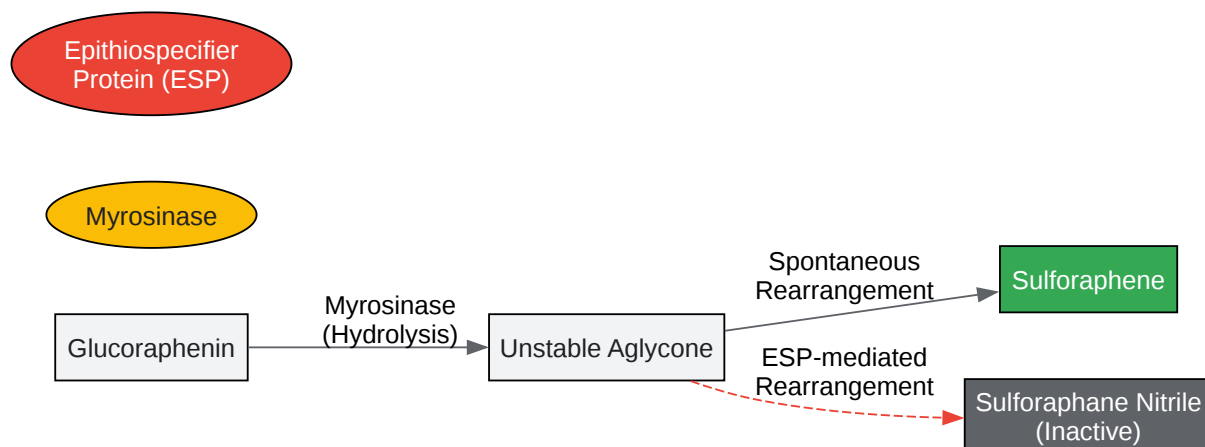 Epithiospecifier
Protein (ESP)
Myrosinase
Glucoraphenin
Myrosinase
(Hydrolysis)
Unstable Aglycone
Spontaneous
Rearrangement
Sulforaphene
ESP-mediated
Rearrangement
Sulforaphane Nitrile
(Inactive)